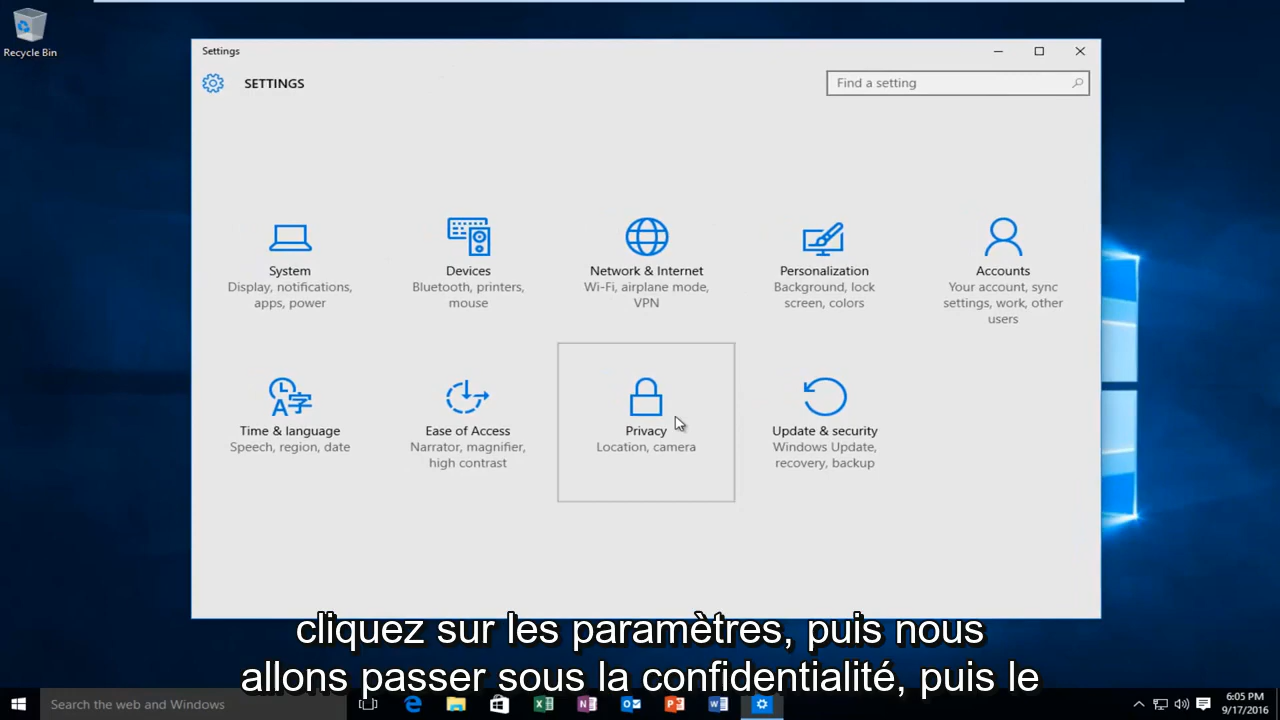 Recycle Bin
Settings
SETTINGS
Find a setting
System
Display, notifications,
apps, power
Devices
Bluetooth, printers,
mouse
Network & Internet
Wi-Fi, airplane mode,
VPN
Personalization
Background, lock
screen, colors
Accounts
Your account, sync
settings, work, other
users
Time & language
Speech, region, date
Ease of Access
Narrator, magnifier,
high contrast
Privacy
Location, camera
Update & security
Windows Update,
recovery, backup
cliquez sur les paramètres, puis nous
allons passer sous la confidentialité, puis le
Search the web and Windows
6:05 PM
9/17/2016